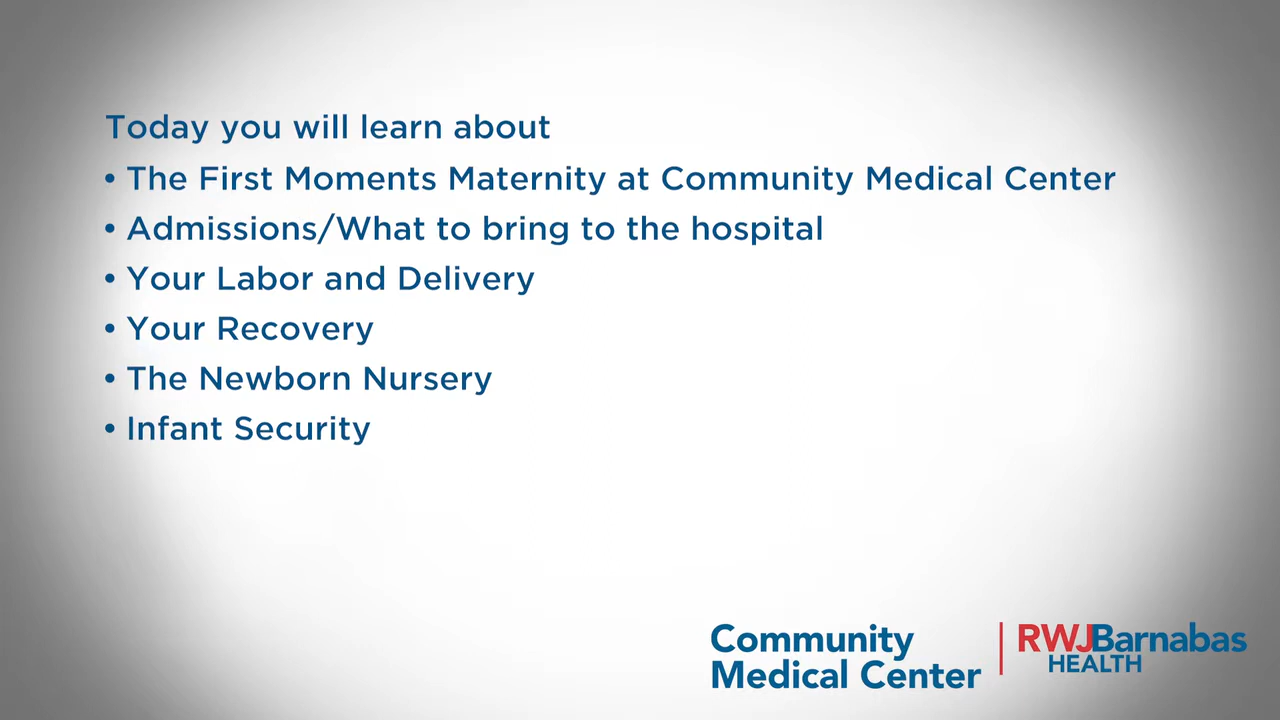 Today you will learn about
• The First Moments Maternity at Community Medical Center
• Admissions/What to bring to the hospital
• Your Labor and Delivery
• Your Recovery
• The Newborn Nursery
• Infant Security
Community
Medical Center
RWJBarnabas
HEALTH